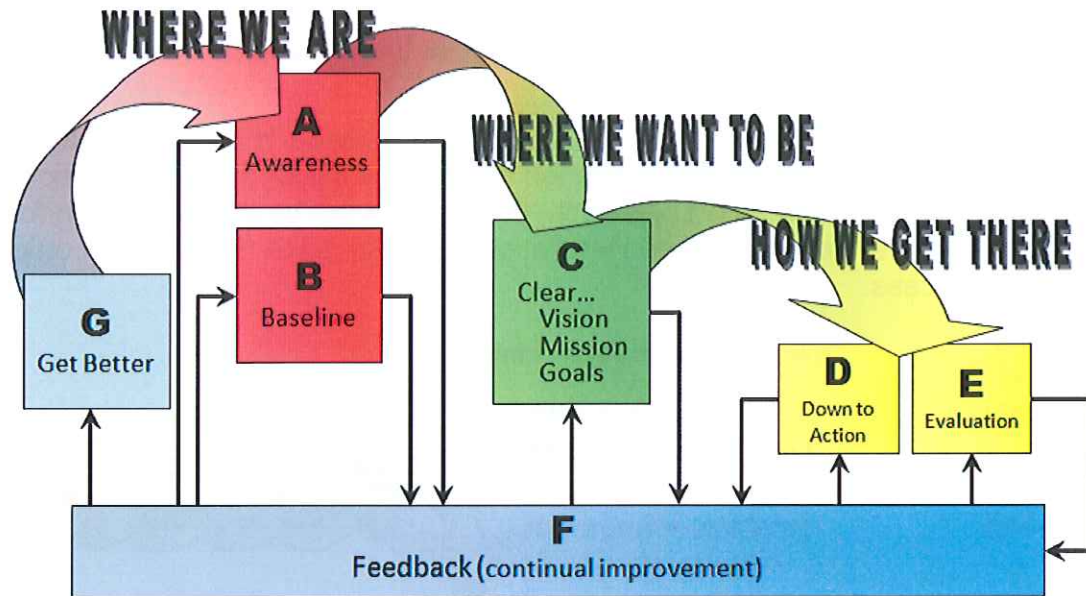 WHERE WE ARE
A
Awareness
WHERE WE WANT TO BE
B
Baseline
C
Clear...
Vision
Mission
Goals
HOW WE GET THERE
G
Get Better
D
Down to
Action
E
Evaluation
F
Feedback (continual improvement)